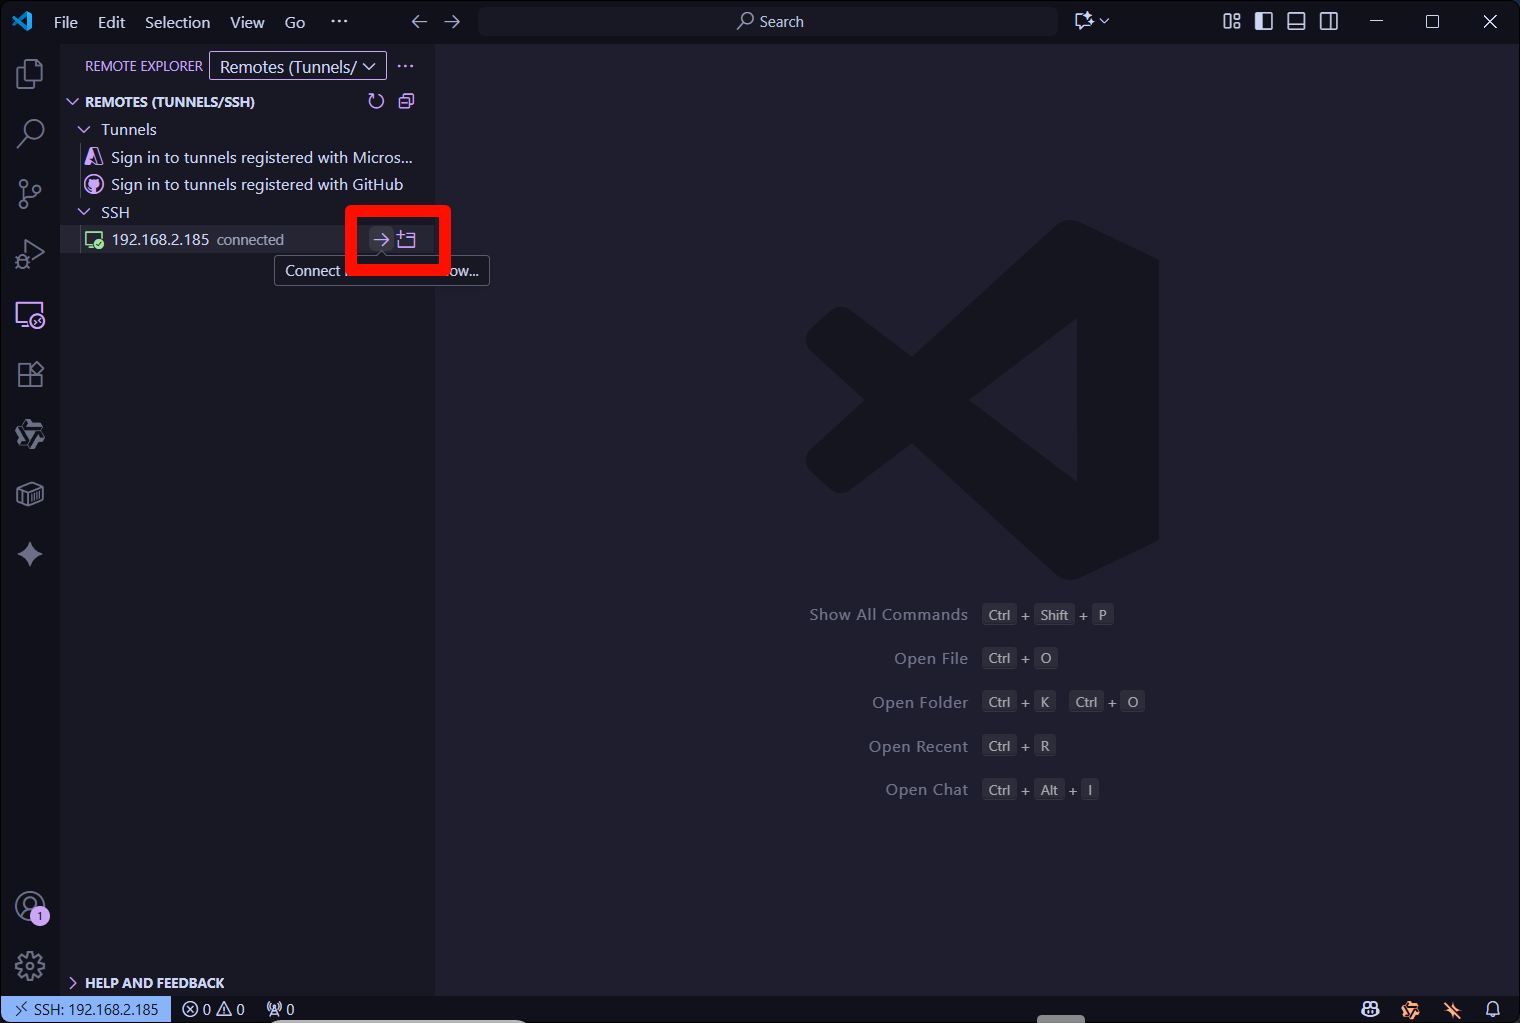 File Edit Selection View Go ···
Search
REMOTE EXPLORER Remotes (Tunnels/ ···
REMOTES (TUNNELS/SSH)
Tunnels
Sign in to tunnels registered with Micros...
Sign in to tunnels registered with GitHub
SSH
192.168.2.185 connected
Connect ow...
Show All Commands Ctrl + Shift + P
Open File Ctrl + O
Open Folder Ctrl + K Ctrl + O
Open Recent Ctrl + R
Open Chat Ctrl + Alt + I
1
HELP AND FEEDBACK
SSH: 192.168.2.185 0 0 0